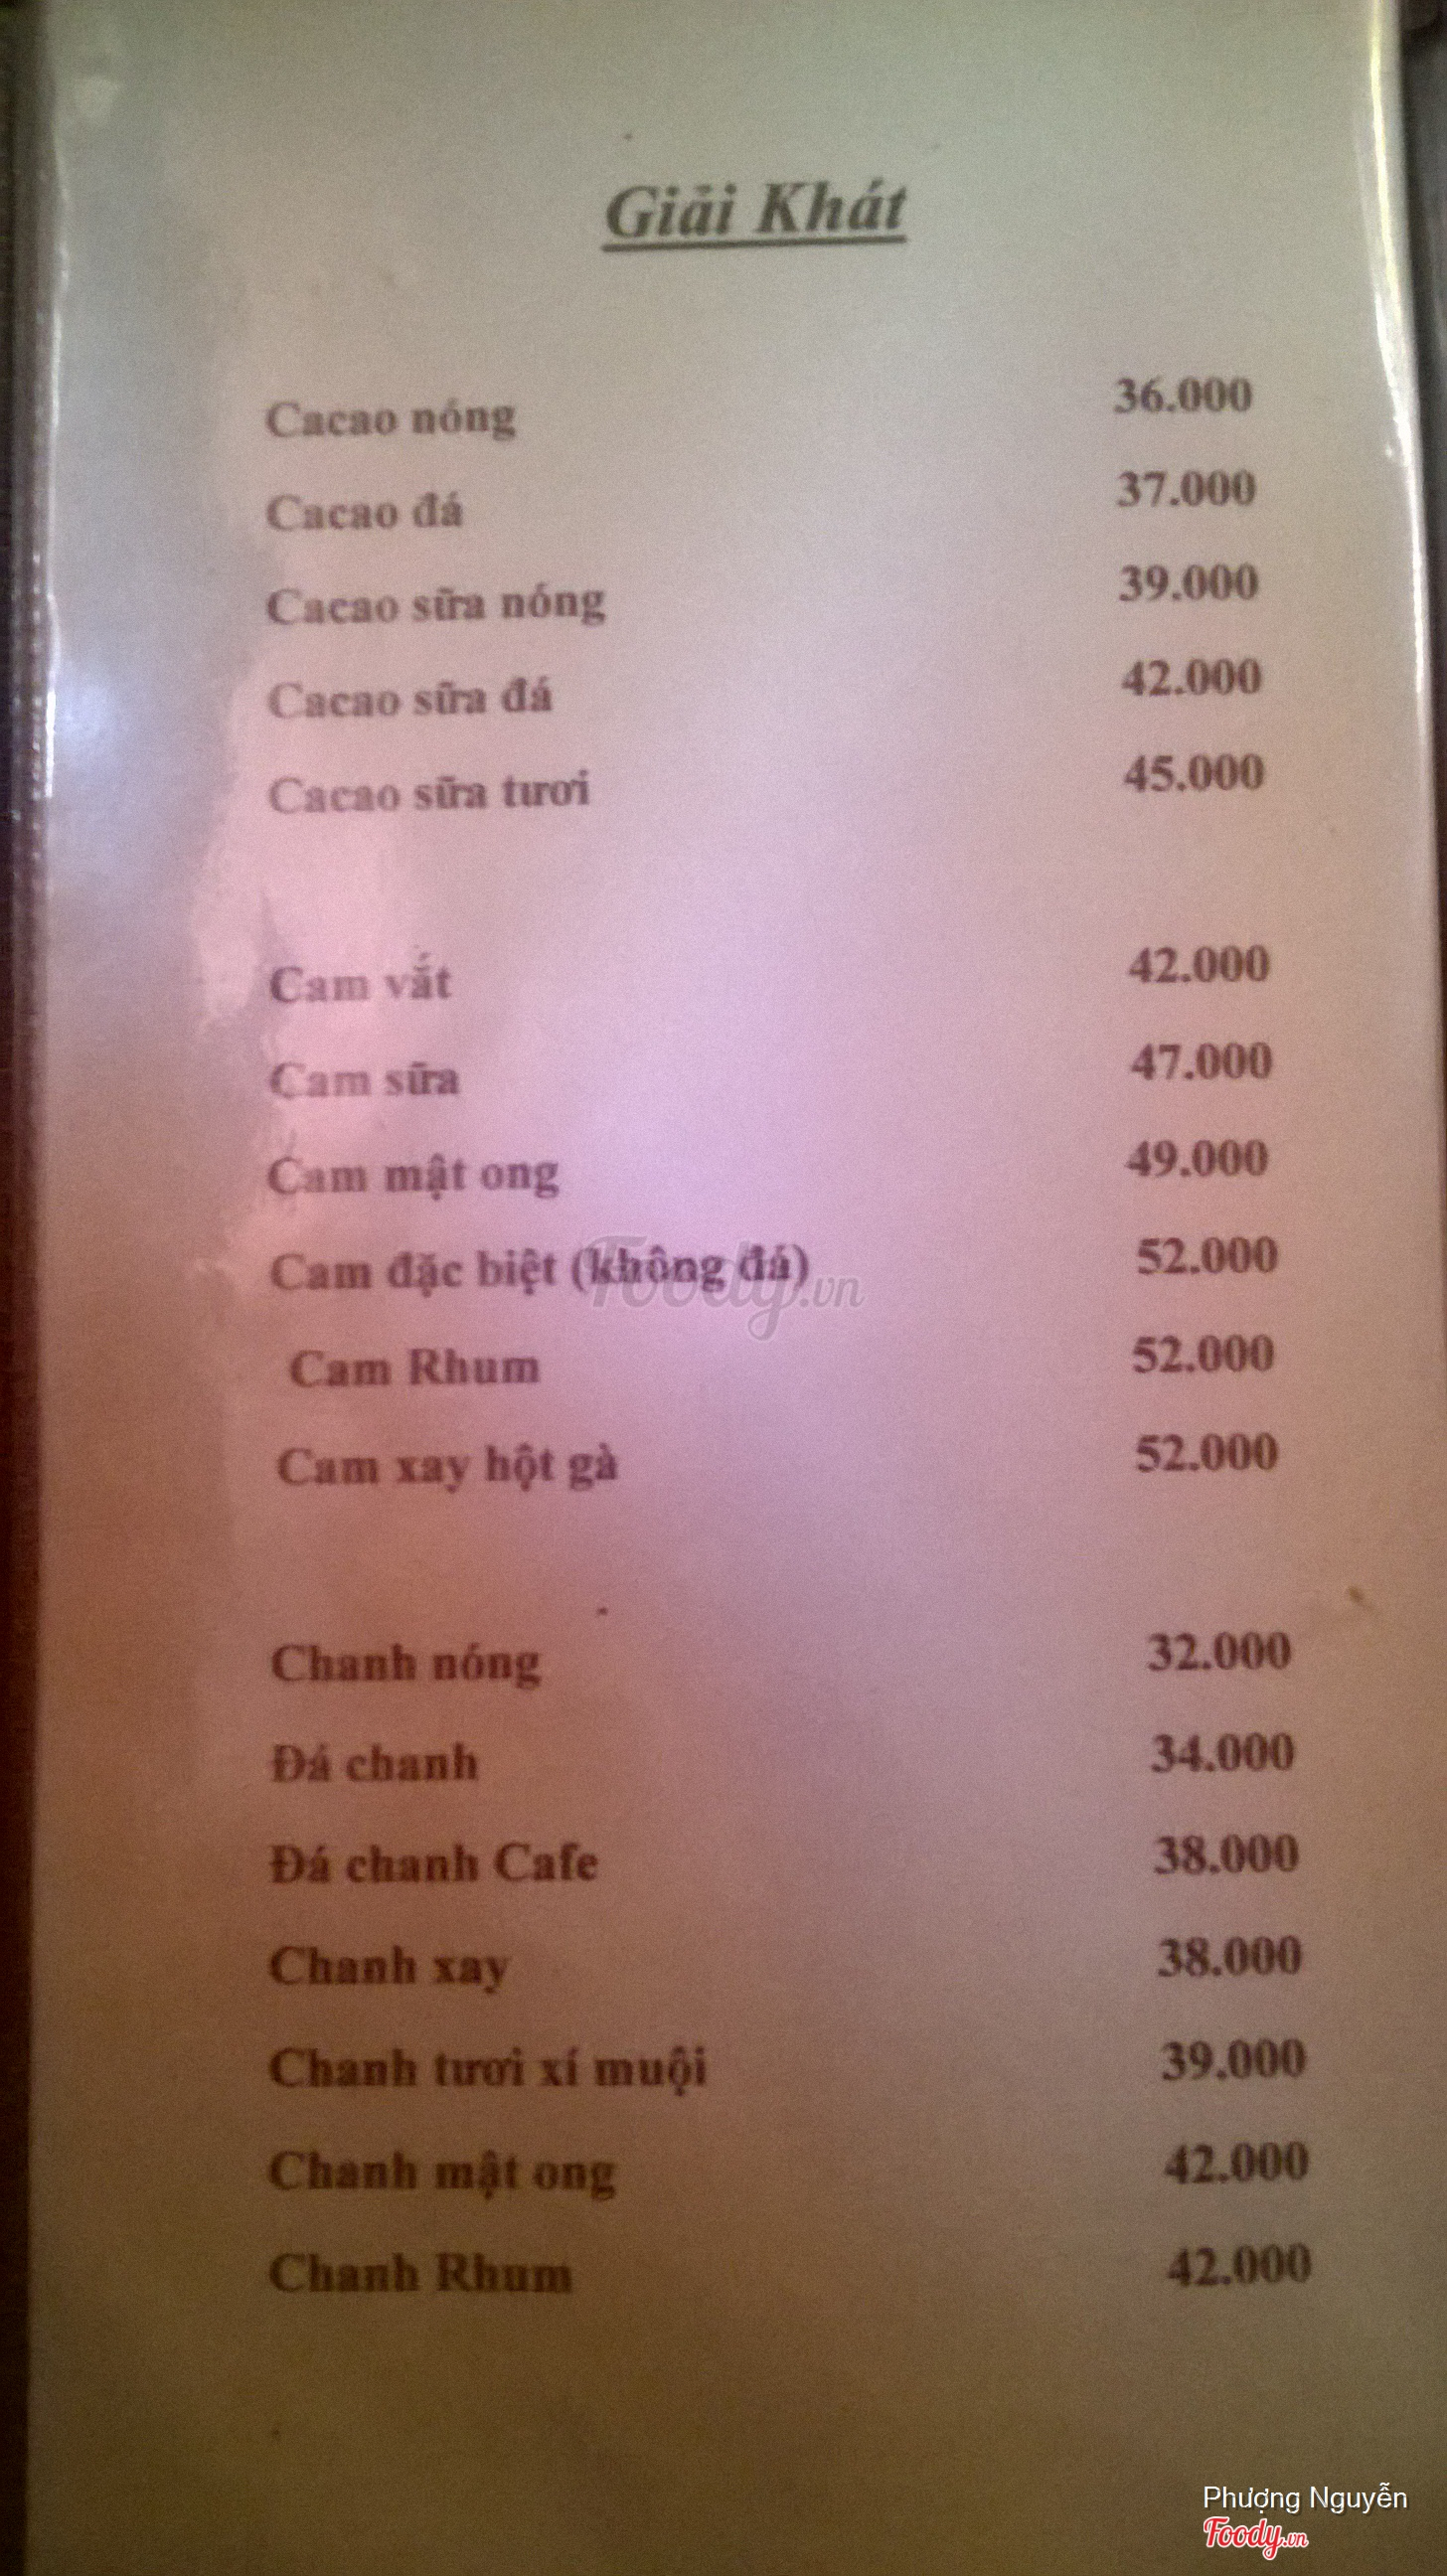 Giải Khát
Cacao nóng 36.000
Cacao đá 37.000
Cacao sữa nóng 39.000
Cacao sữa đá 42.000
Cacao sữa tươi 45.000
Cam vắt 42.000
Cam sữa 47.000
Cam mật ong 49.000
Cam đặc biệt (không đá) 52.000
Foody.vn
Cam Rhum 52.000
Cam xay hột gà 52.000
Chanh nóng 32.000
Đá chanh 34.000
Đá chanh Cafe 38.000
Chanh xay 38.000
Chanh tươi xí muội 39.000
Chanh mật ong 42.000
Chanh Rhum 42.000
Phượng Nguyễn
Foody.vn